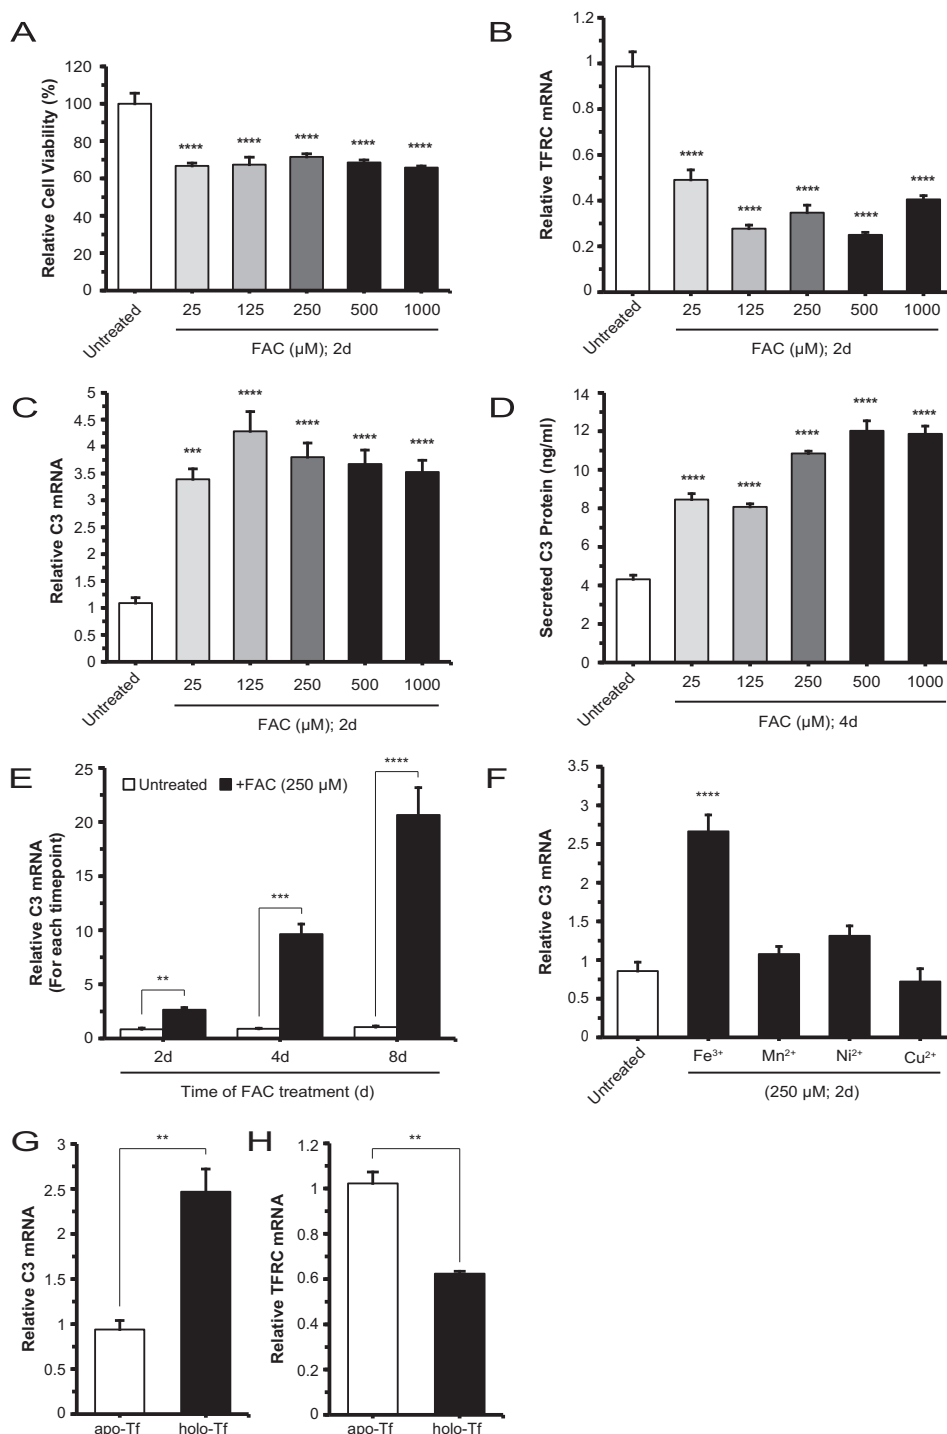 A
Relative Cell Viability (%)
120
100
80
60
40
20
0
**** **** **** **** ****
Untreated 25 125 250 500 1000
FAC (µM); 2d
B
Relative TFRC mRNA
1.2
1
0.8
0.6
0.4
0.2
0
**** **** **** **** ****
Untreated 25 125 250 500 1000
FAC (µM); 2d
C
Relative C3 mRNA
5
4.5
4
3.5
3
2.5
2
1.5
1
0.5
0
*** **** **** **** ****
Untreated 25 125 250 500 1000
FAC (µM); 2d
D
Secreted C3 Protein (ng/ml)
14
12
10
8
6
4
2
0
**** **** **** **** ****
Untreated 25 125 250 500 1000
FAC (µM); 4d
E
Relative C3 mRNA
(For each timepoint)
25
20
15
10
5
0
Untreated +FAC (250 µM)
** *** ****
2d 4d 8d
Time of FAC treatment (d)
F
Relative C3 mRNA
3.5
3
2.5
2
1.5
1
0.5
0
****
Untreated Fe3+ Mn2+ Ni2+ Cu2+
(250 µM; 2d)
G
Relative C3 mRNA
3
2.5
2
1.5
1
0.5
0
**
apo-Tf holo-Tf
H
Relative TFRC mRNA
1.2
1
0.8
0.6
0.4
0.2
0
**
apo-Tf holo-Tf